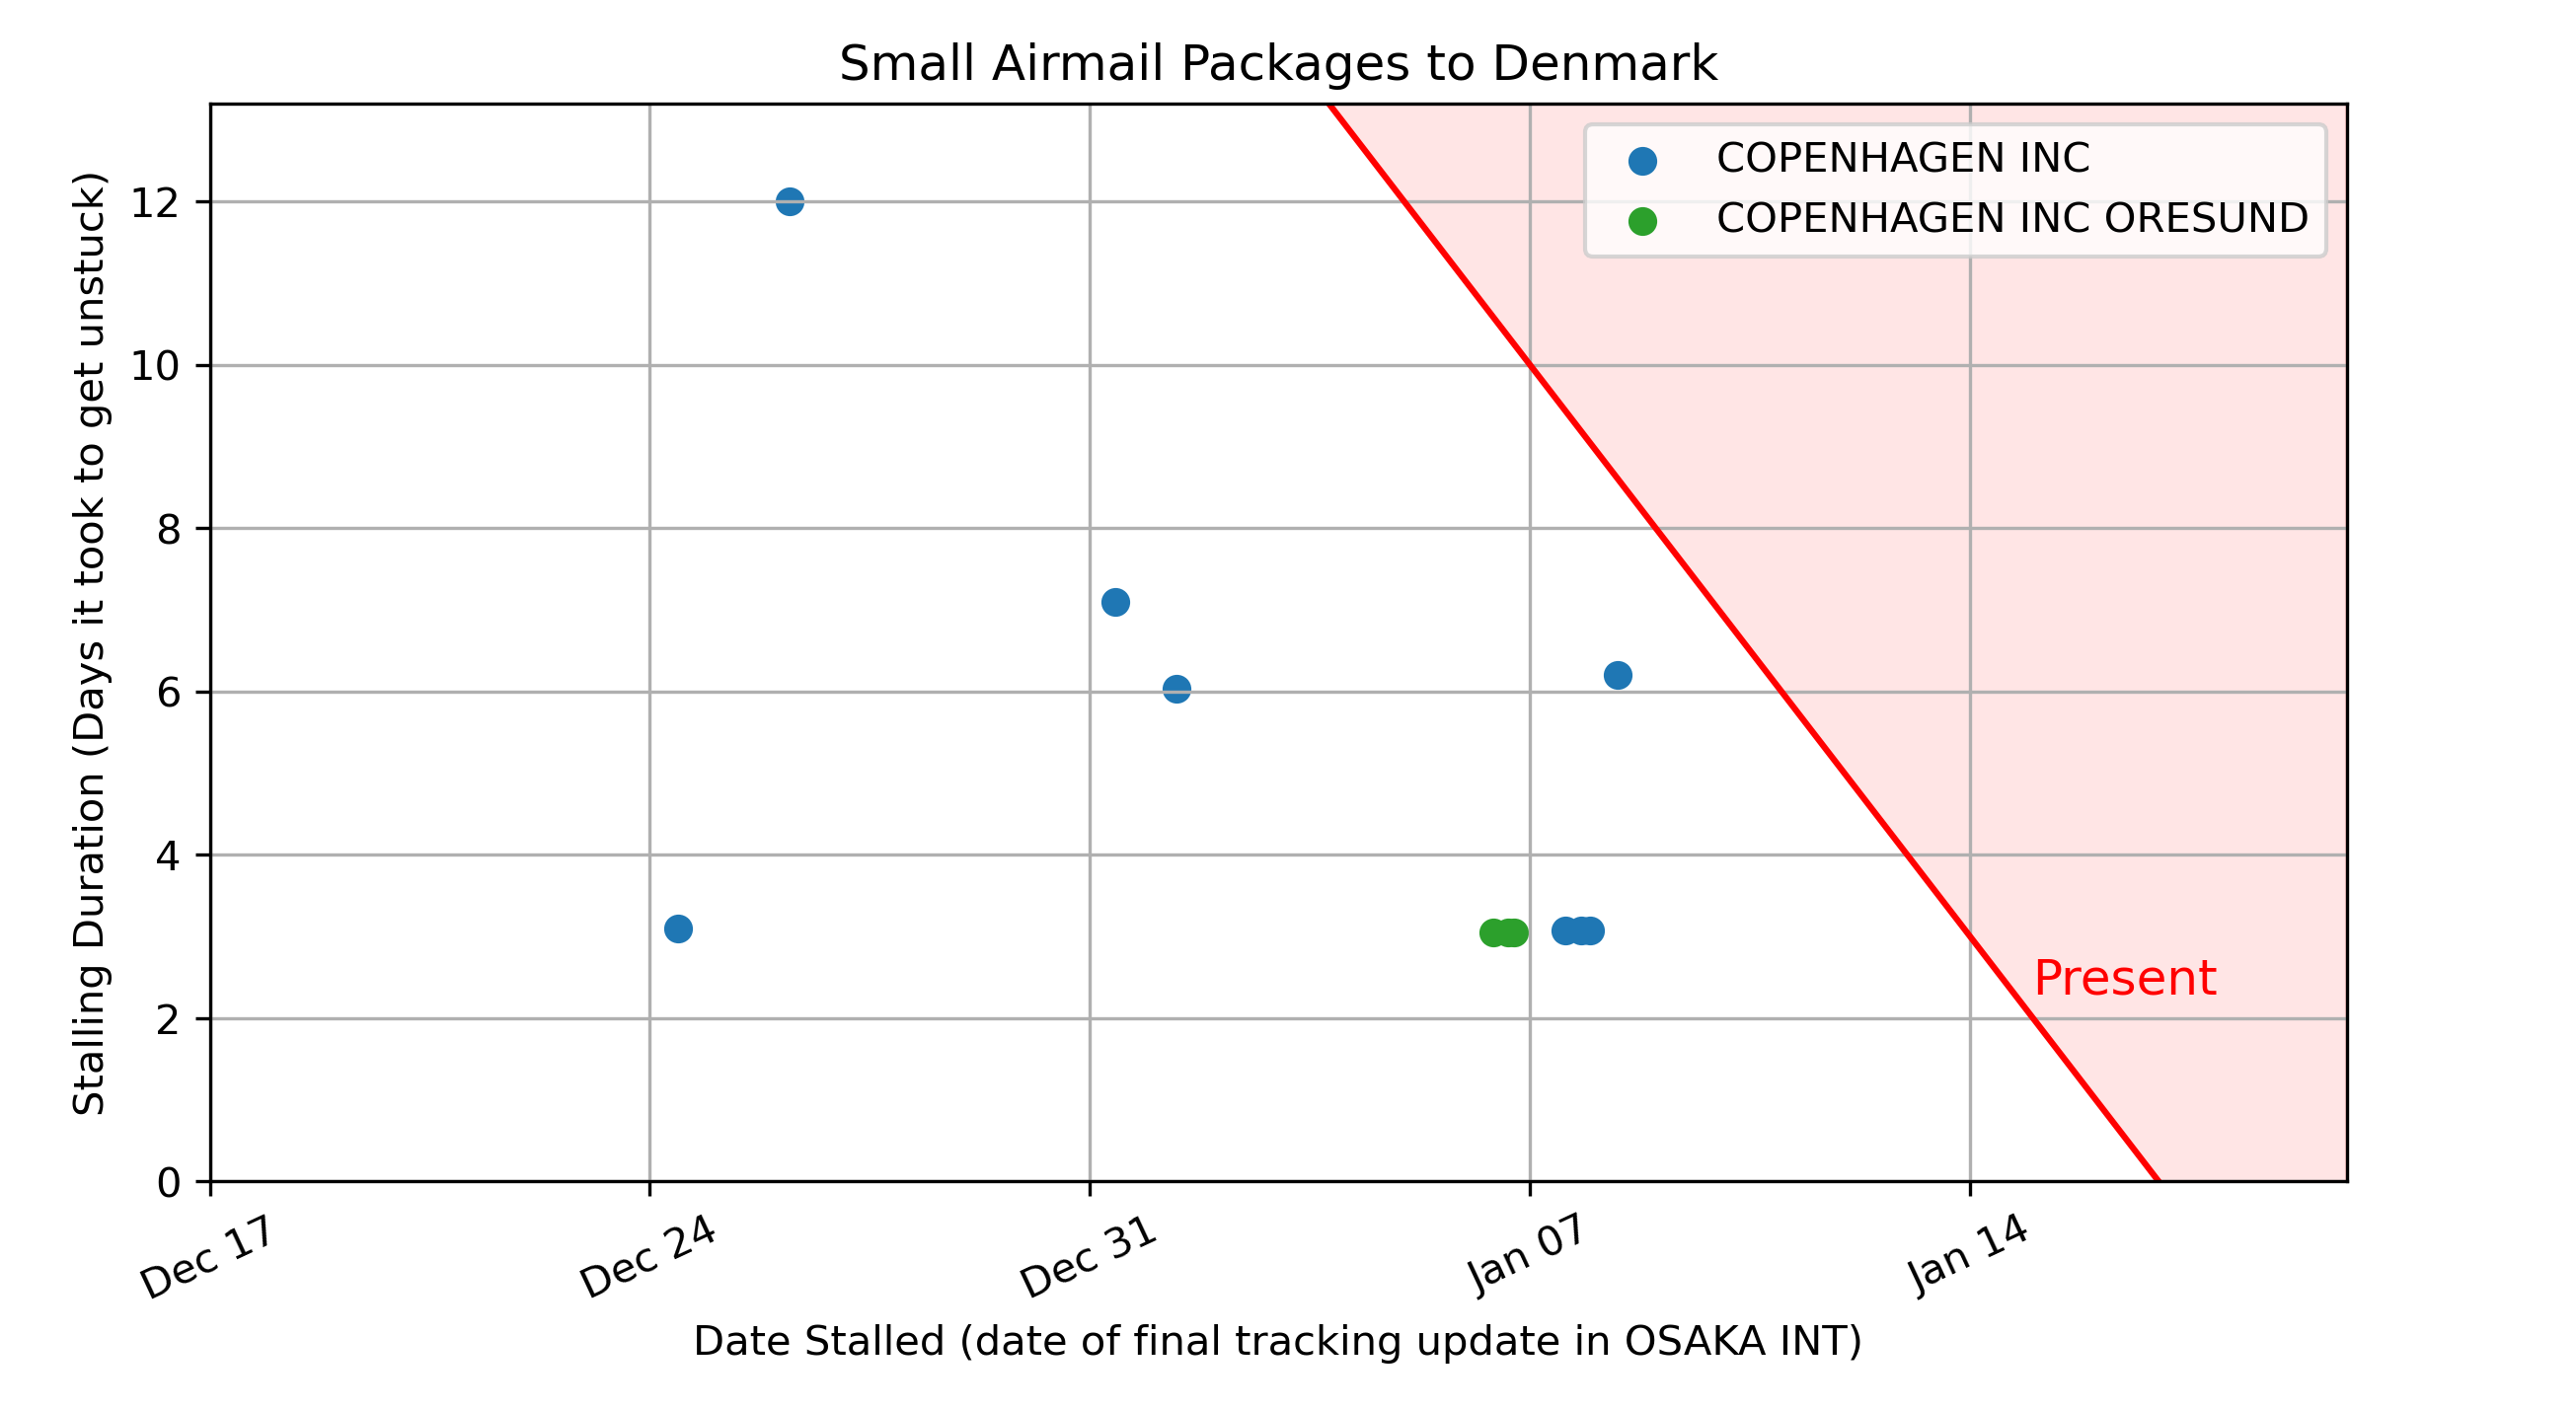 Small Airmail Packages to Denmark
COPENHAGEN INC
COPENHAGEN INC ORESUND
Stalling Duration (Days it took to get unstuck)
12
10
8
6
4
2
0
Present
Dec 17
Dec 24
Dec 31
Jan 07
Jan 14
Date Stalled (date of final tracking update in OSAKA INT)